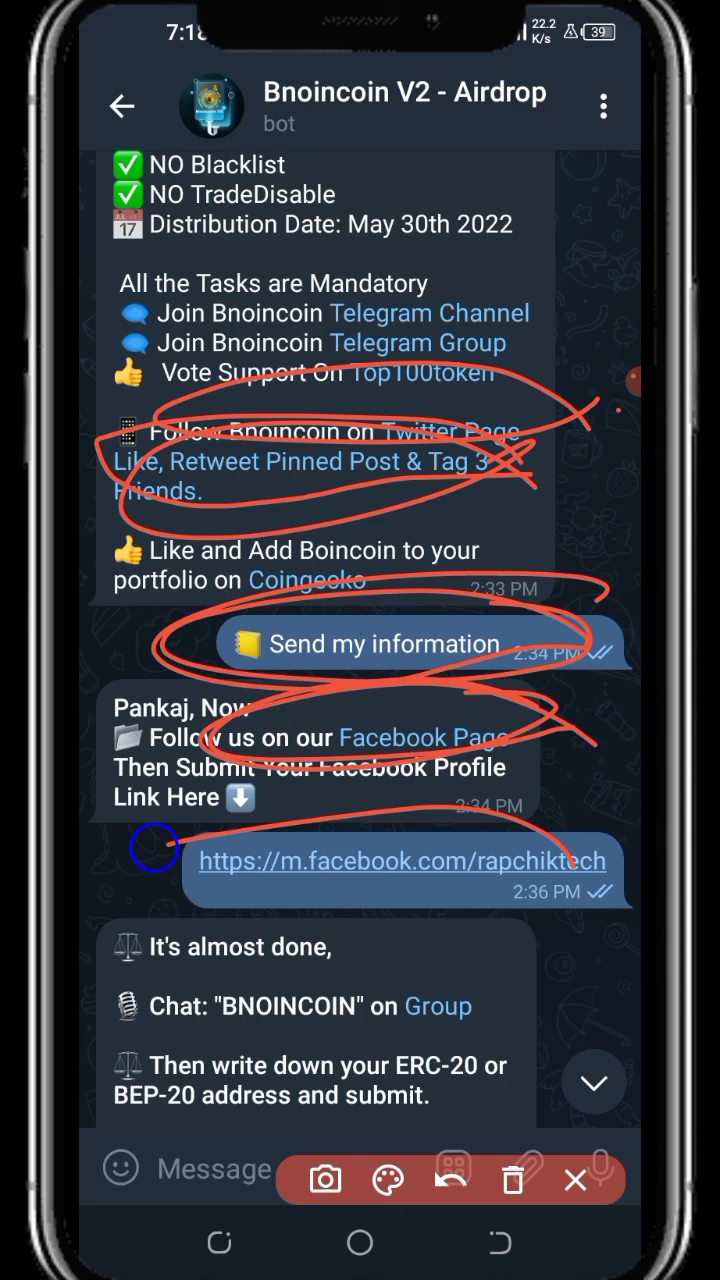 7:18
22.2
K/s
39
Bnoincoin V2 - Airdrop
bot
NO Blacklist
NO TradeDisable
17 Distribution Date: May 30th 2022
All the Tasks are Mandatory
Join Bnoincoin Telegram Channel
Join Bnoincoin Telegram Group
Vote Support On Top100token
Follow Bnoincoin on Twitter Page
Like, Retweet Pinned Post & Tag 3
Friends.
Like and Add Boincoin to your
portfolio on Coingecko
2:33 PM
Send my information
2:34 PM
Pankaj, Now
Follow us on our Facebook Page
Then Submit Your Facebook Profile
Link Here
2:34 PM
https://m.facebook.com/rapchiktech
2:36 PM
It's almost done,
Chat: "BNOINCOIN" on Group
Then write down your ERC-20 or
BEP-20 address and submit.
Message